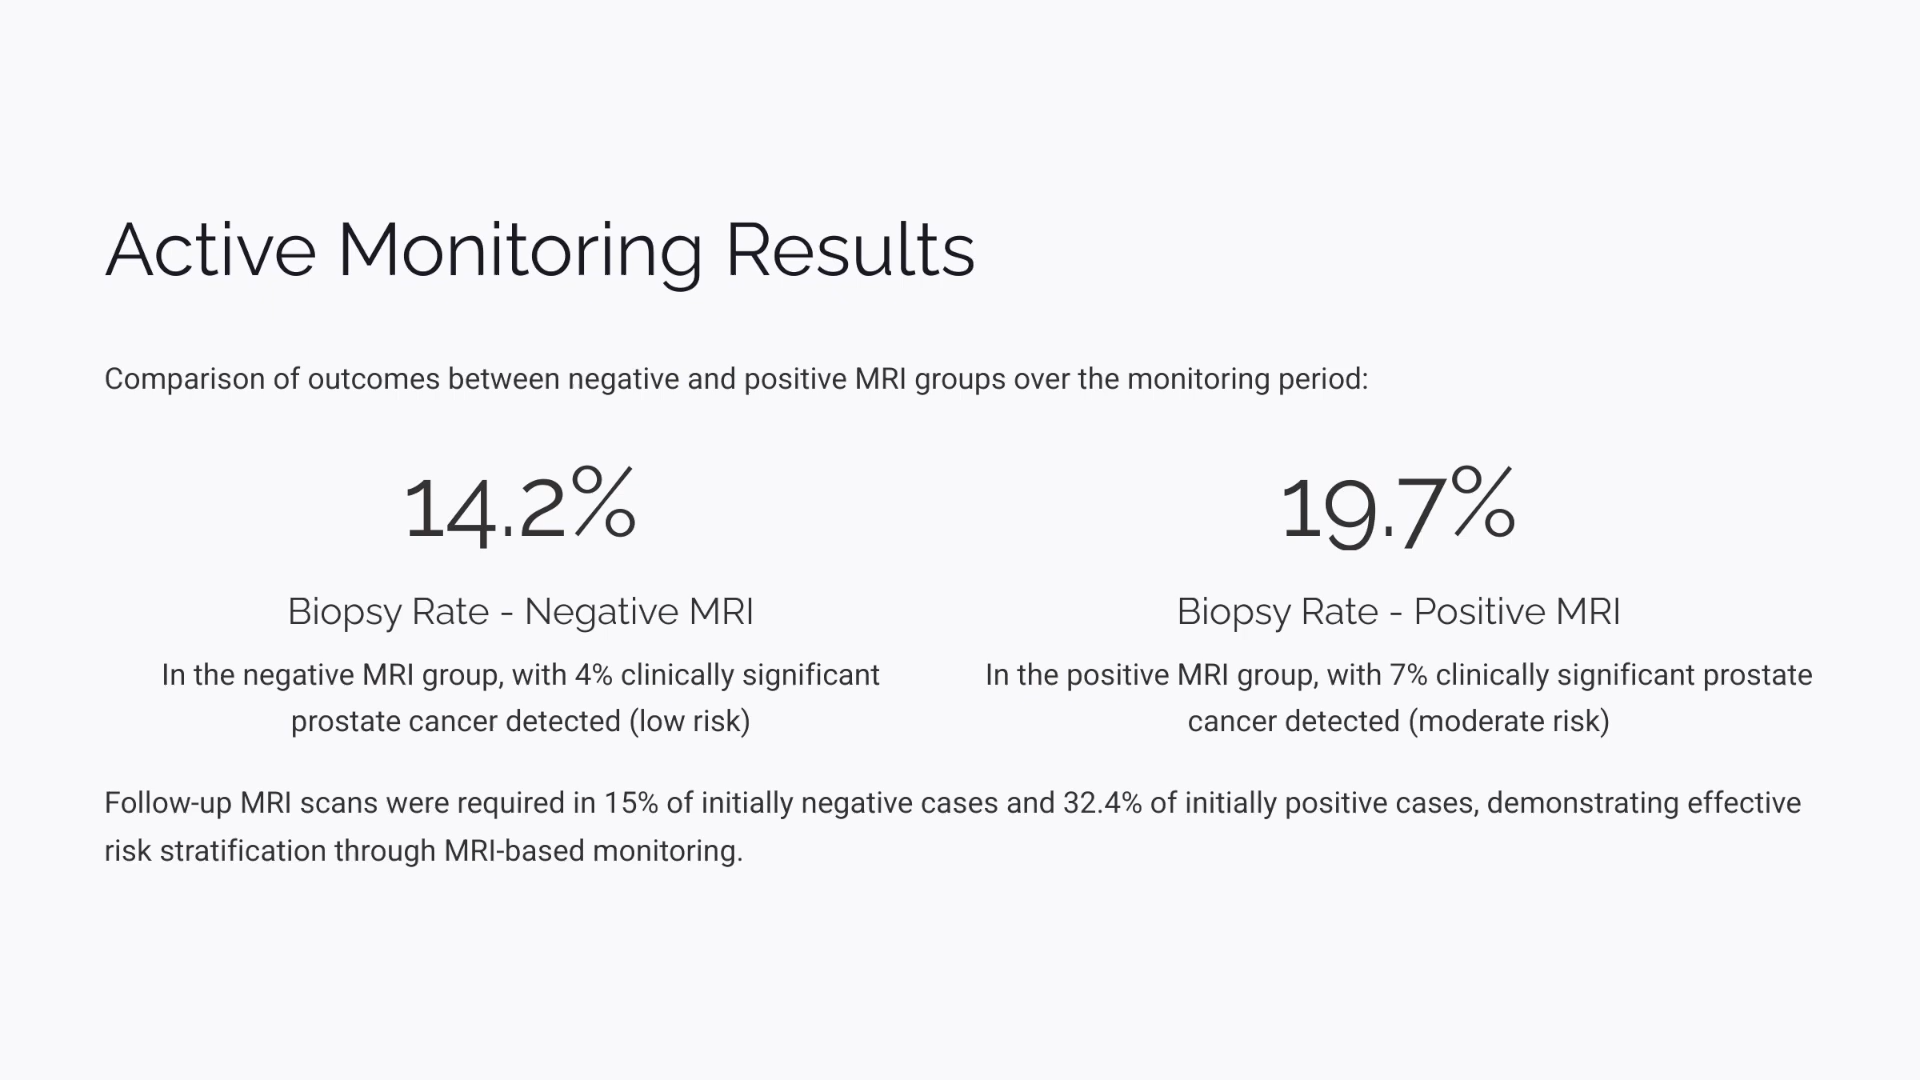 Active Monitoring Results
Comparison of outcomes between negative and positive MRI groups over the monitoring period:
14.2%
Biopsy Rate - Negative MRI
In the negative MRI group, with 4% clinically significant
prostate cancer detected (low risk)
19.7%
Biopsy Rate - Positive MRI
In the positive MRI group, with 7% clinically significant prostate
cancer detected (moderate risk)
Follow-up MRI scans were required in 15% of initially negative cases and 32.4% of initially positive cases, demonstrating effective
risk stratification through MRI-based monitoring.